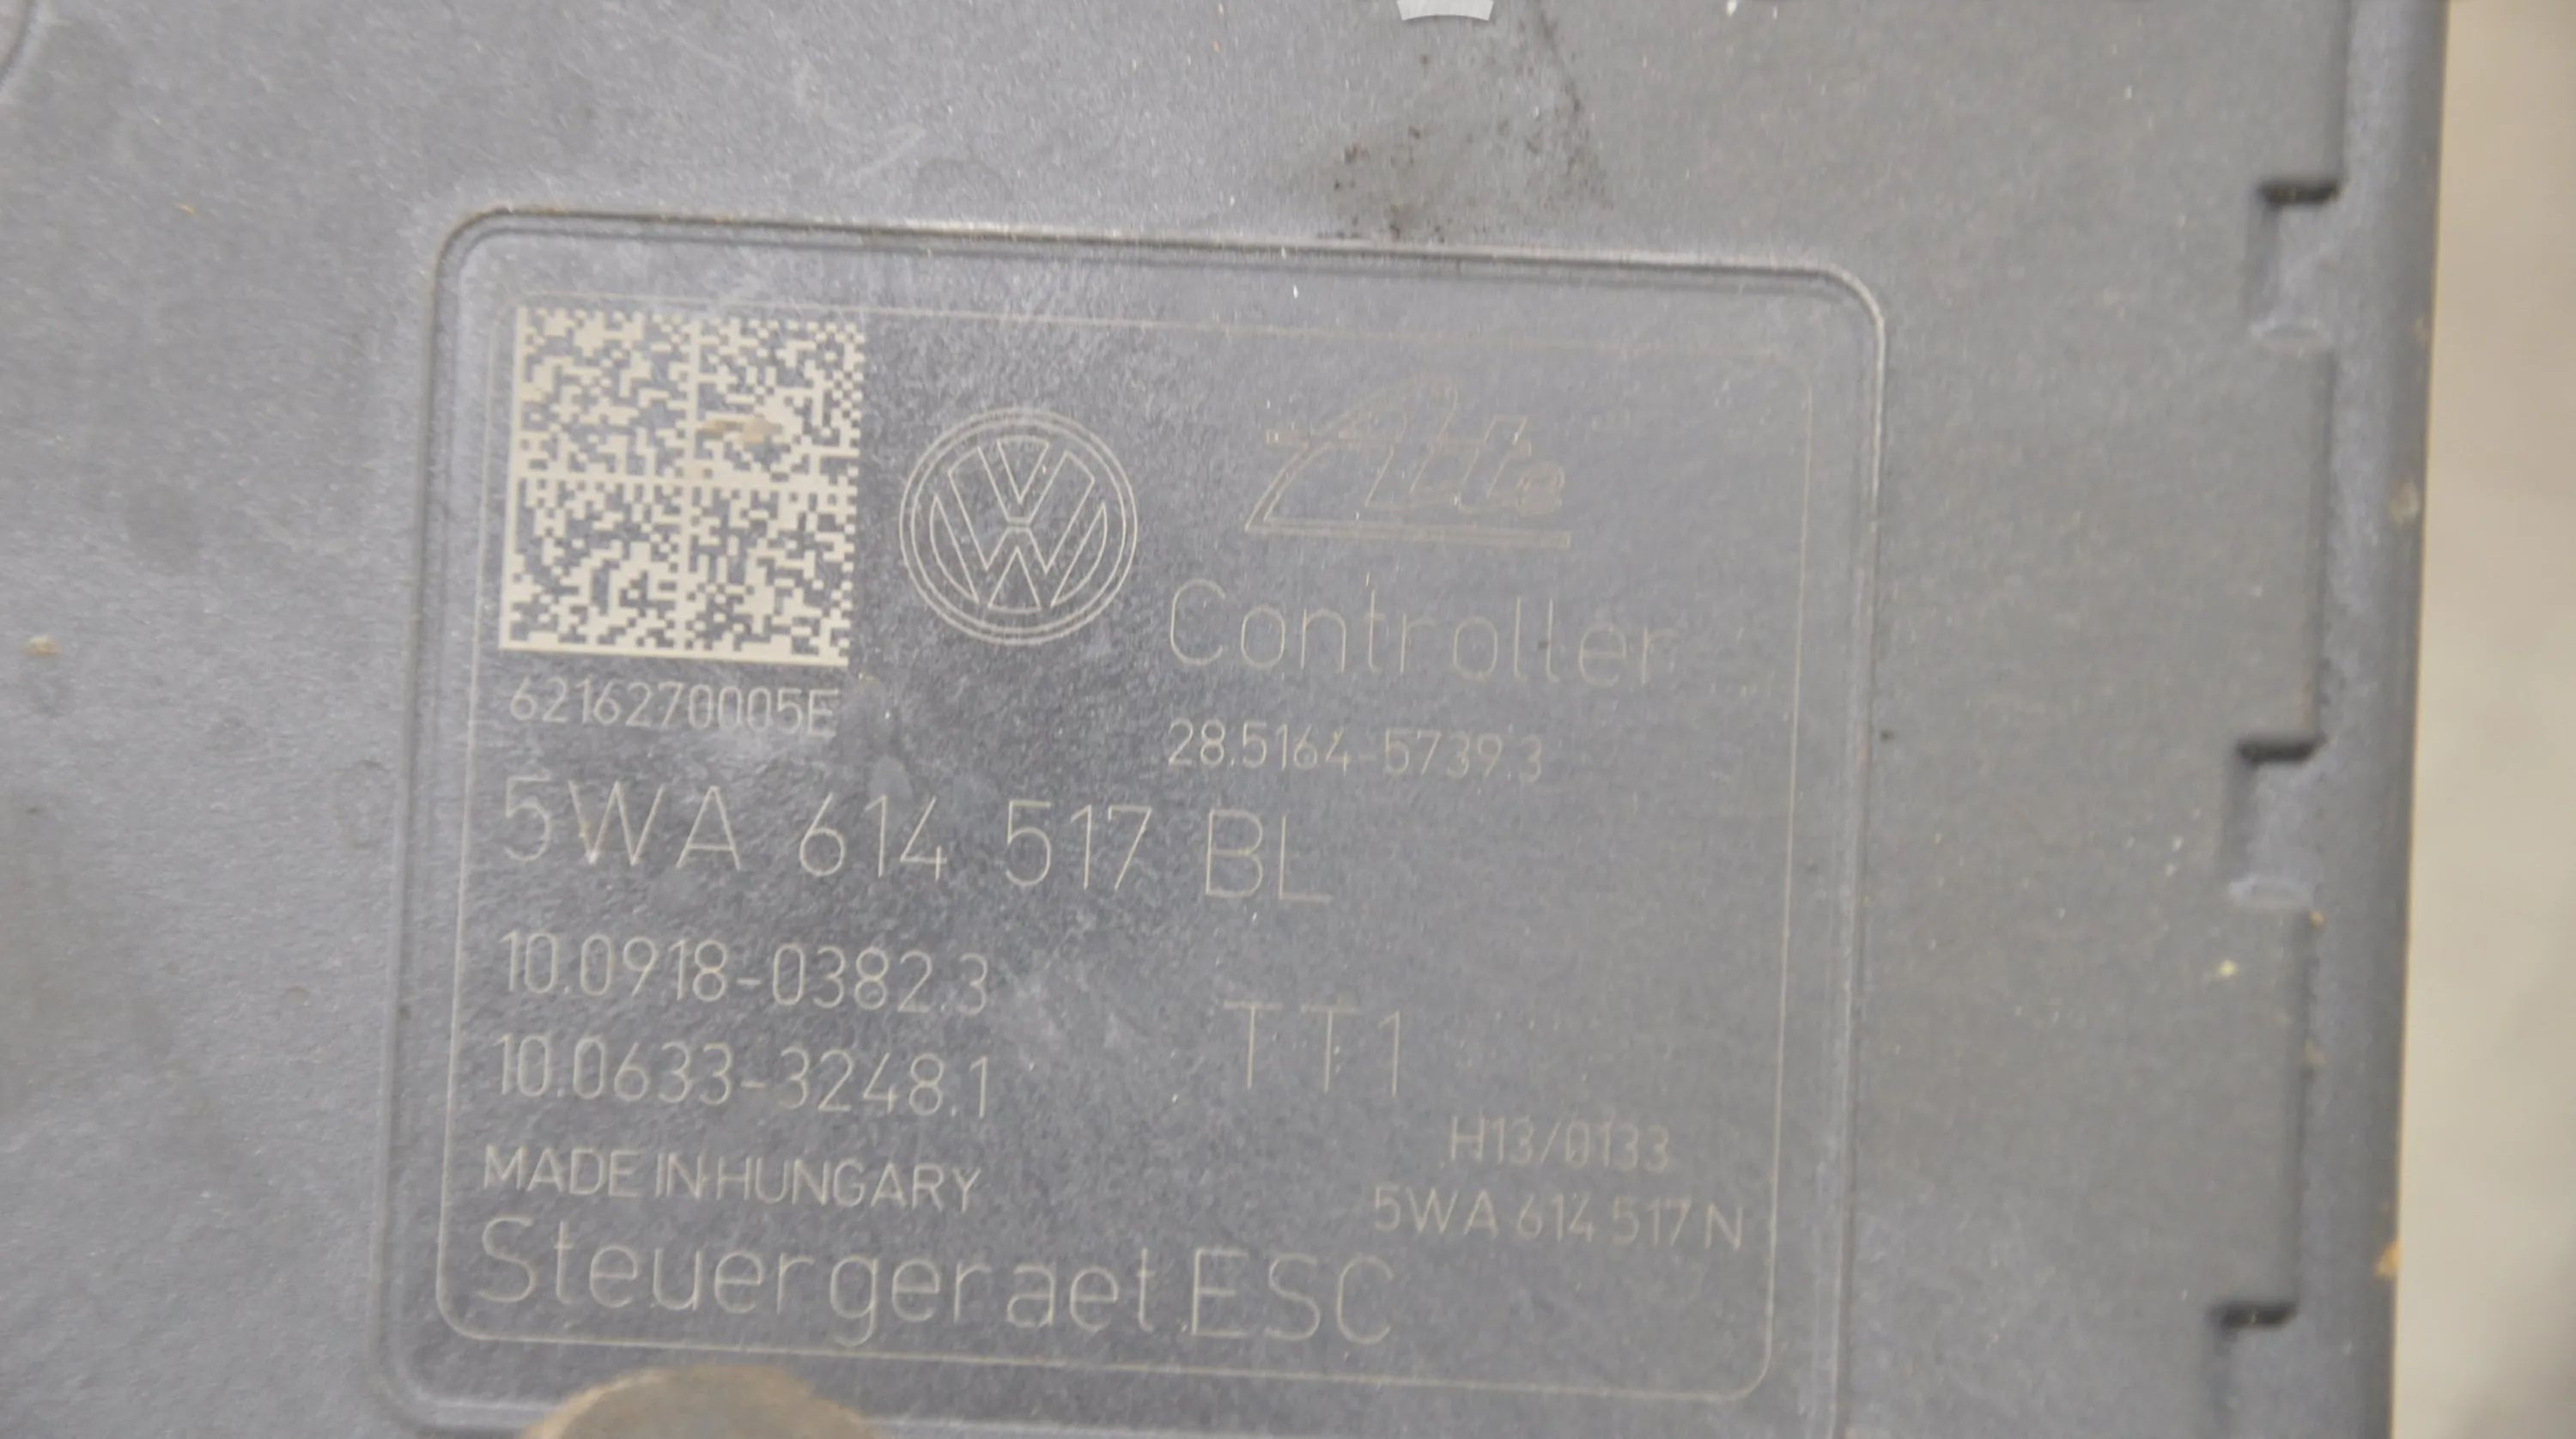 Ate
Controller
6216270005E
28.5164-5739.3
5WA 614 517 BL
10.0918-0382.3
10.0633-3248.1
TT1
MADE IN HUNGARY
H13/0133
5WA 614 517 N
Steuergeraet ESC